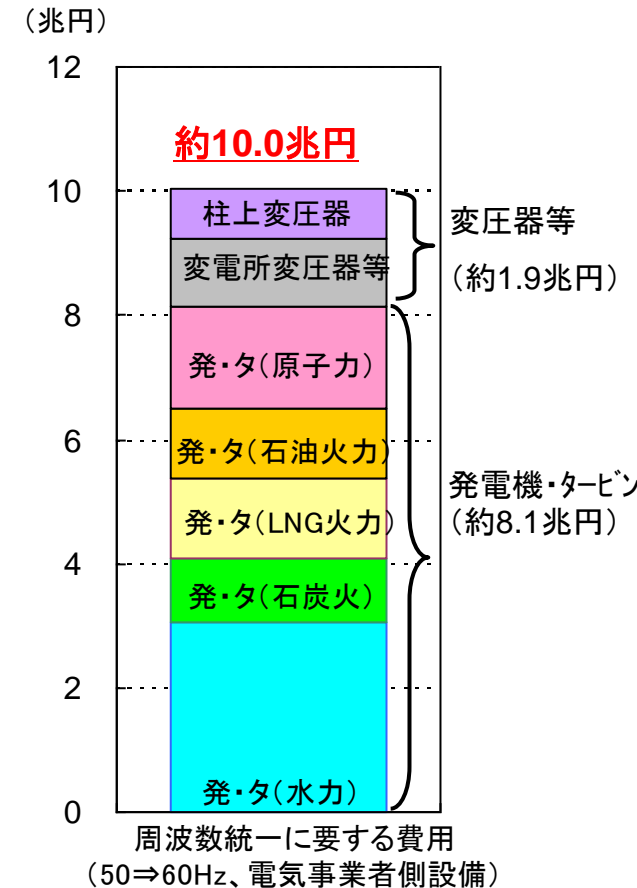 （兆円）
12
約10.0兆円
10
柱上変圧器
変電所変圧器等
変圧器等
（約1.9兆円）
8
発・タ（原子力）
6
発・タ（石油火力）
発電機・ﾀｰﾋﾞﾝ
（約8.1兆円）
発・タ（LNG火力）
4
発・タ（石炭火）
2
発・タ（水力）
0
周波数統一に要する費用
（50⇒60Hz、電気事業者側設備）